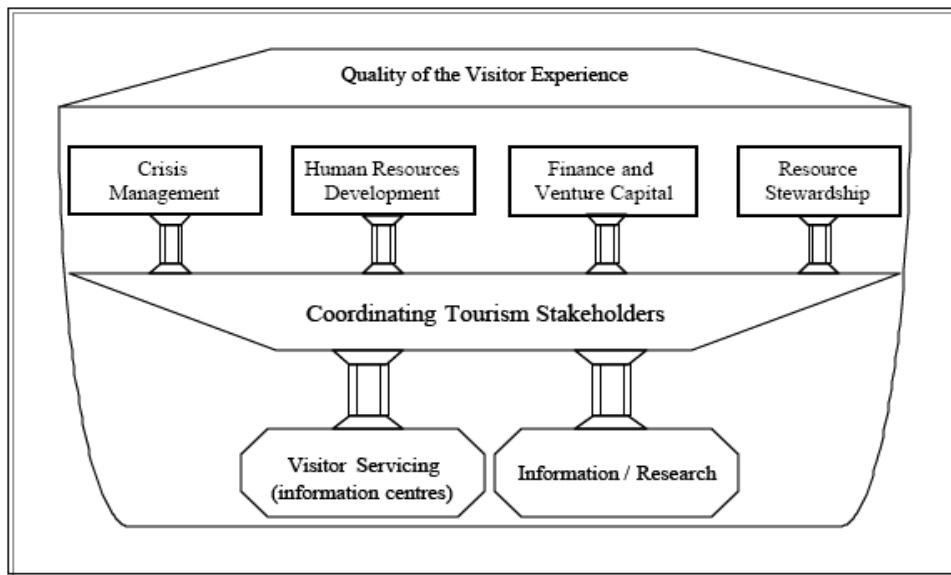 Quality of the Visitor Experience
Crisis
Management
Human Resources
Development
Finance and
Venture Capital
Resource
Stewardship
Coordinating Tourism Stakeholders
Visitor Servicing
(information centres)
Information / Research